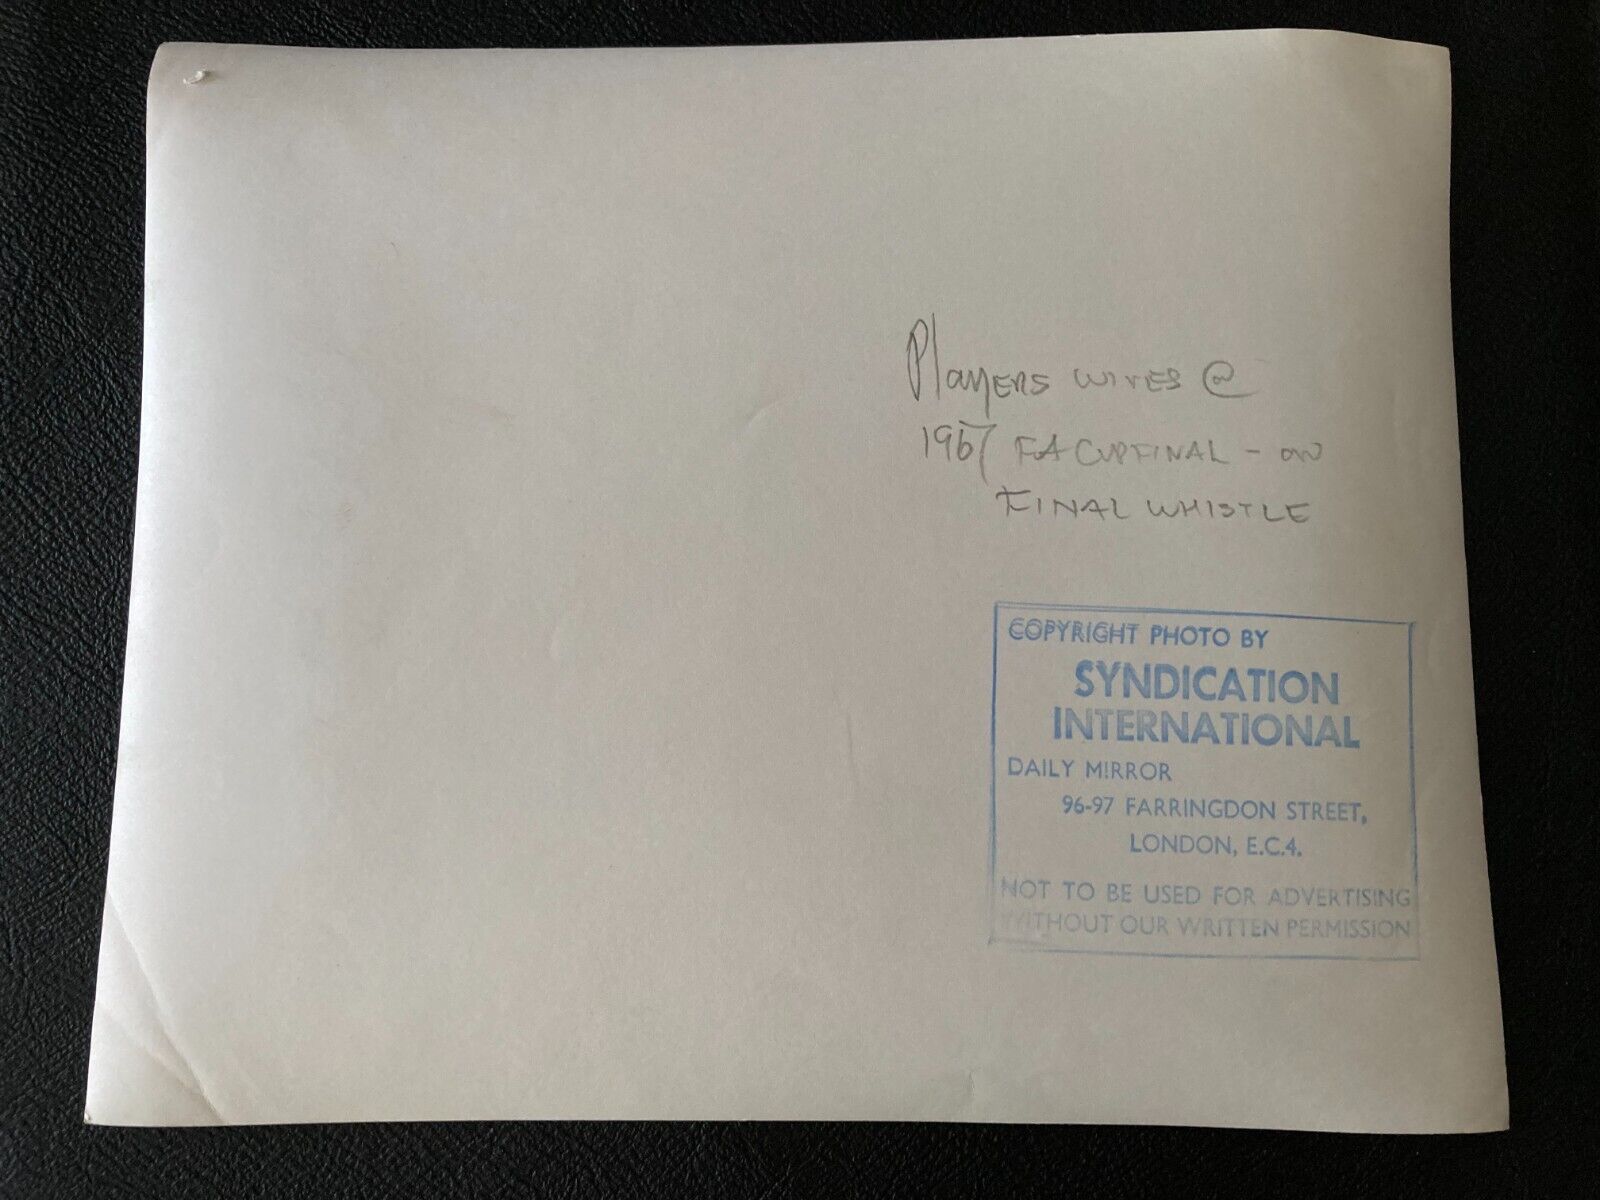 Players wives @
1967 FA CUP FINAL - ON
FINAL WHISTLE
COPYRIGHT PHOTO BY
SYNDICATION
INTERNATIONAL
DAILY MIRROR
96-97 FARRINGDON STREET,
LONDON, E.C.4.
NOT TO BE USED FOR ADVERTISING
WITHOUT OUR WRITTEN PERMISSION